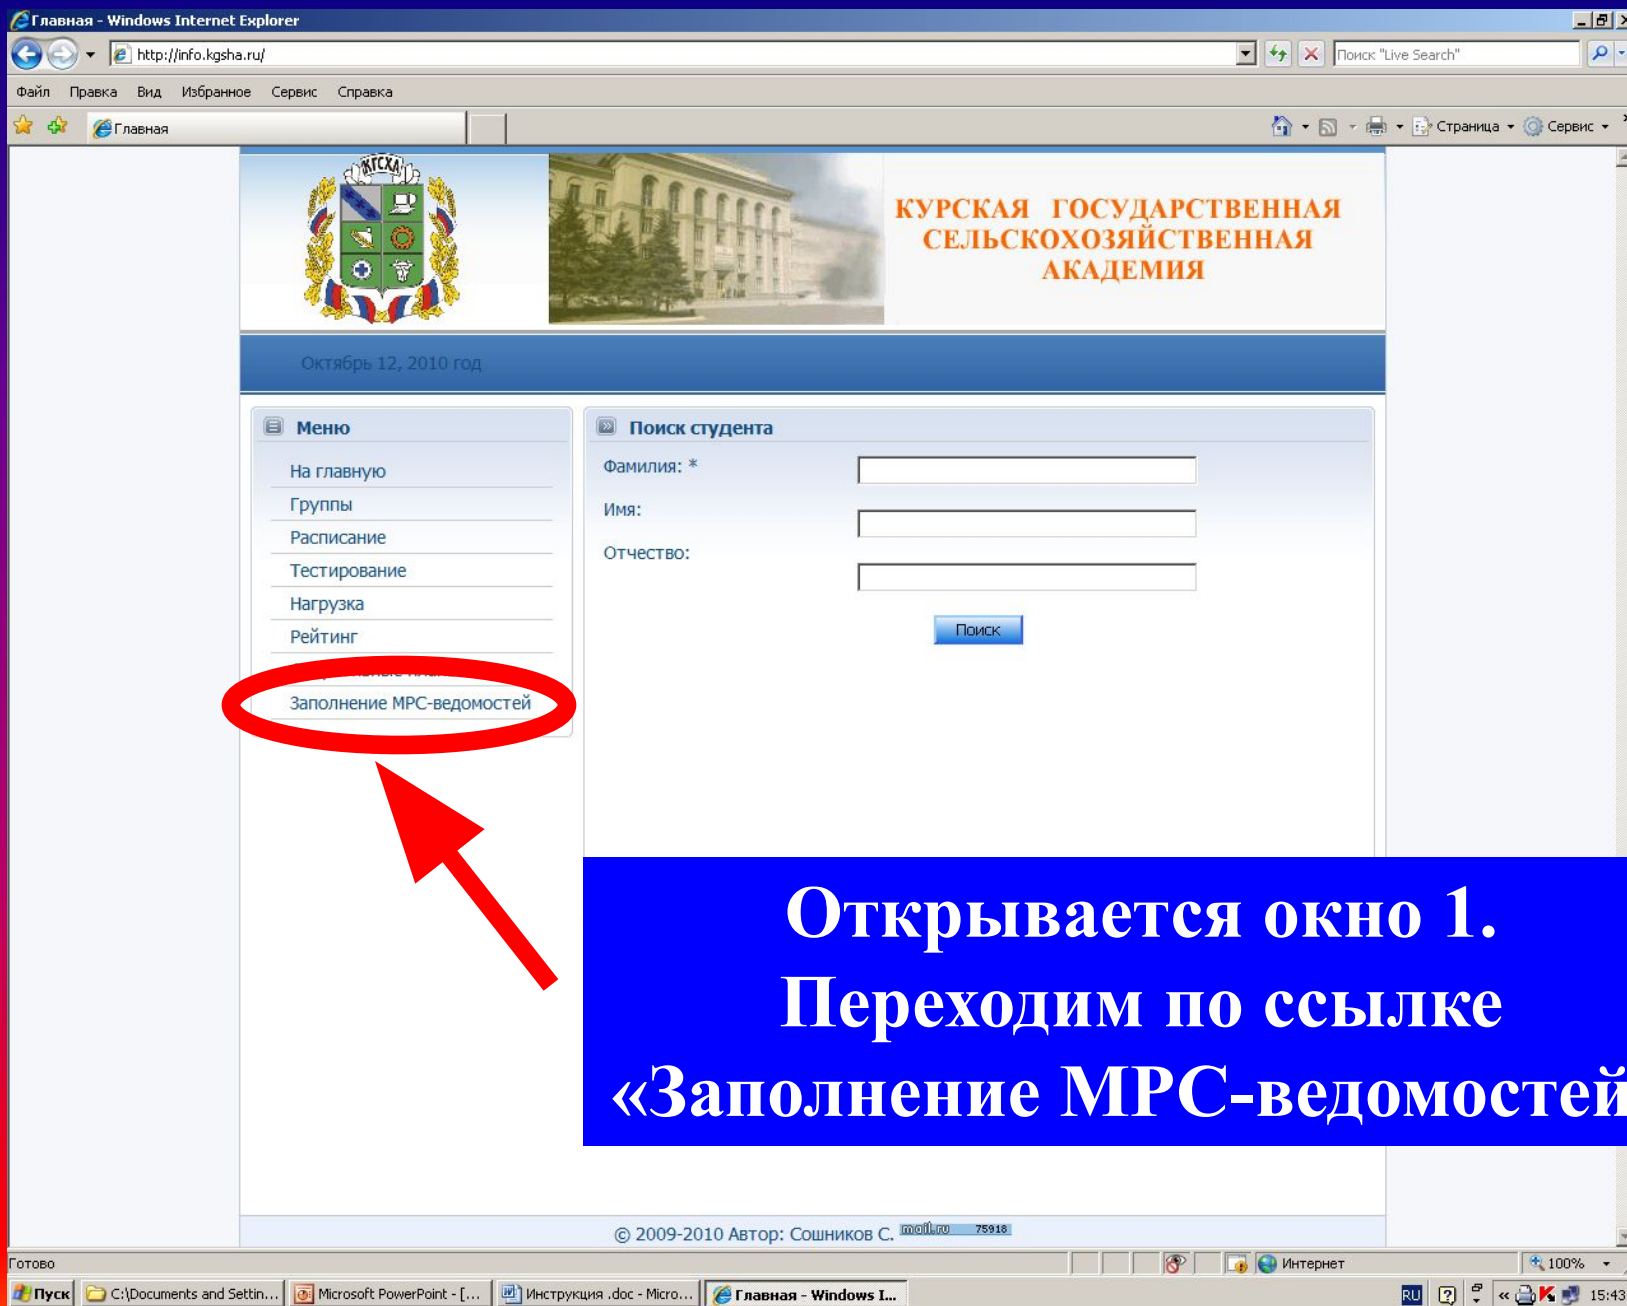 Главная - Windows Internet Explorer
http://info.kgsha.ru/
Поиск "Live Search"
Файл Правка Вид Избранное Сервис Справка
Главная
Страница
Сервис
КГСХА
КУРСКАЯ ГОСУДАРСТВЕННАЯ
СЕЛЬСКОХОЗЯЙСТВЕННАЯ
АКАДЕМИЯ
Октябрь 12, 2010 год
Меню
На главную
Группы
Расписание
Тестирование
Нагрузка
Рейтинг
Заполнение МРС-ведомостей
Поиск студента
Фамилия: *
Имя:
Отчество:
Поиск
Открывается окно 1.
Переходим по ссылке
«Заполнение МРС-ведомостей
© 2009-2010 Автор: Сошников С.
mail.ru 75918
Готово
Интернет
100%
Пуск
C:\Documents and Settin...
Microsoft PowerPoint - [...
Инструкция .doc - Micro...
Главная - Windows I...
RU
15:43